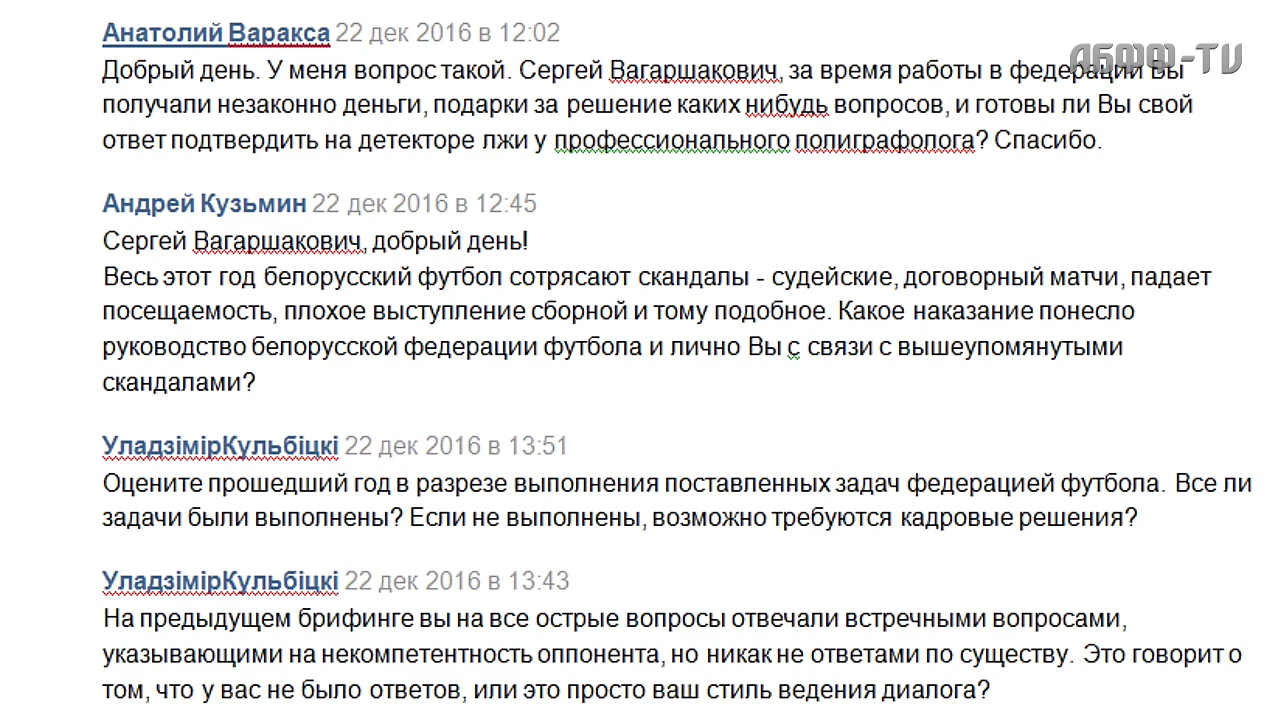 АнатолийВаракса 22 дек 2016 в 12:02
АБФФ-TV
Добрый день. У меня вопрос такой. Сергей Вагаршакович, за время работы в федерации Вы
получали незаконно деньги, подарки за решение каких нибудь вопросов, и готовы ли Вы свой
ответ подтвердить на детекторе лжи у профессионального полиграфолога? Спасибо.
Андрей Кузьмин 22 дек 2016 в 12:45
Сергей Вагаршакович, добрый день!
Весь этот год белорусский футбол сотрясают скандалы - судейские, договорный матчи, падает
посещаемость, плохое выступление сборной и тому подобное. Какое наказание понесло
руководство белорусской федерации футбола и лично Вы с связи с вышеупомянутыми
скандалами?
УладзімірКульбіцкі 22 дек 2016 в 13:51
Оцените прошедший год в разрезе выполнения поставленных задач федерацией футбола. Все ли
задачи были выполнены? Если не выполнены, возможно требуются кадровые решения?
УладзімірКульбіцкі 22 дек 2016 в 13:43
На предыдущем брифинге вы на все острые вопросы отвечали встречными вопросами,
указывающими на некомпетентность оппонента, но никак не ответами по существу. Это говорит о
том, что у вас не было ответов, или это просто ваш стиль ведения диалога?